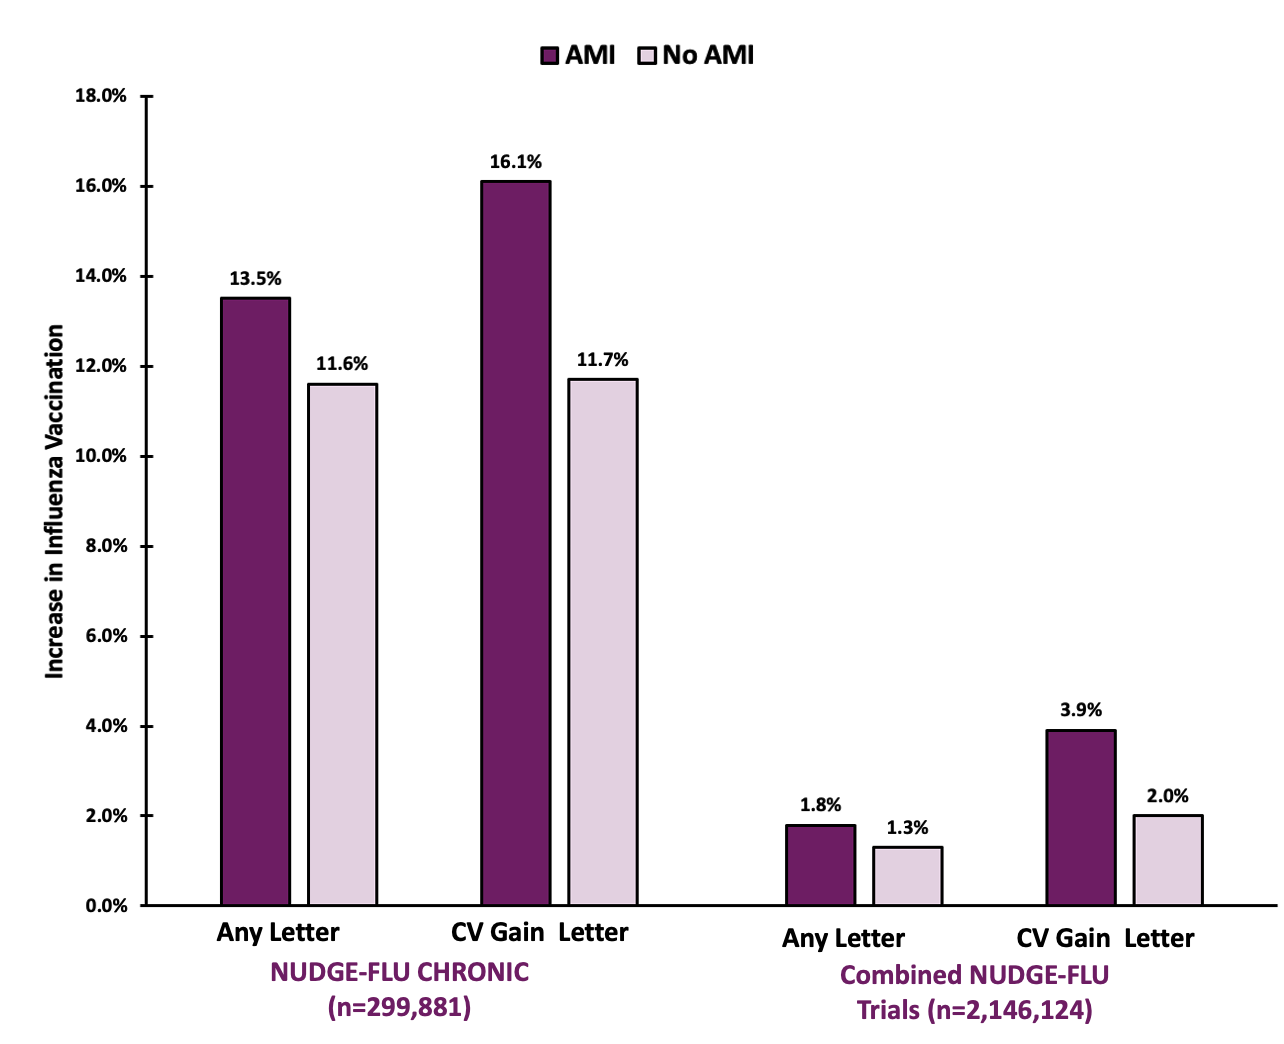 AMI No AMI
18.0%
16.0%
14.0%
12.0%
10.0%
8.0%
6.0%
4.0%
2.0%
0.0%
Increase in Influenza Vaccination
13.5%
11.6%
16.1%
11.7%
1.8%
1.3%
3.9%
2.0%
Any Letter
CV Gain Letter
Any Letter
CV Gain Letter
NUDGE-FLU CHRONIC
(n=299,881)
Combined NUDGE-FLU
Trials (n=2,146,124)